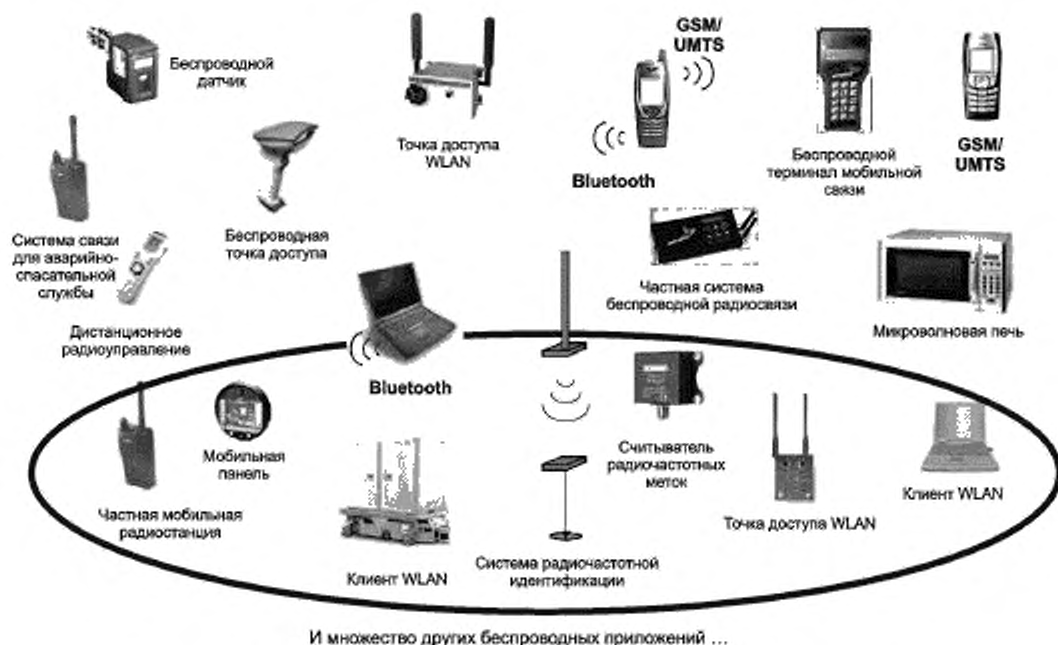 GSM/
UMTS
Беспроводной
датчик
Точка доступа
WLAN
Bluetooth
Беспроводной
терминал мобильной
связи
GSM/
UMTS
Система связи
для аварийно-
спасательной
службы
Беспроводная
точка доступа
Частная система
беспроводной радиосвязи
Дистанционное
радиоуправление
Микроволновая печь
Bluetooth
Мобильная
панель
Считыватель
радиочастотных
меток
Частная мобильная
радиостанция
Клиент WLAN
Точка доступа WLAN
Клиент WLAN
Система радиочастотной
идентификации
И множество других беспроводных приложений ...